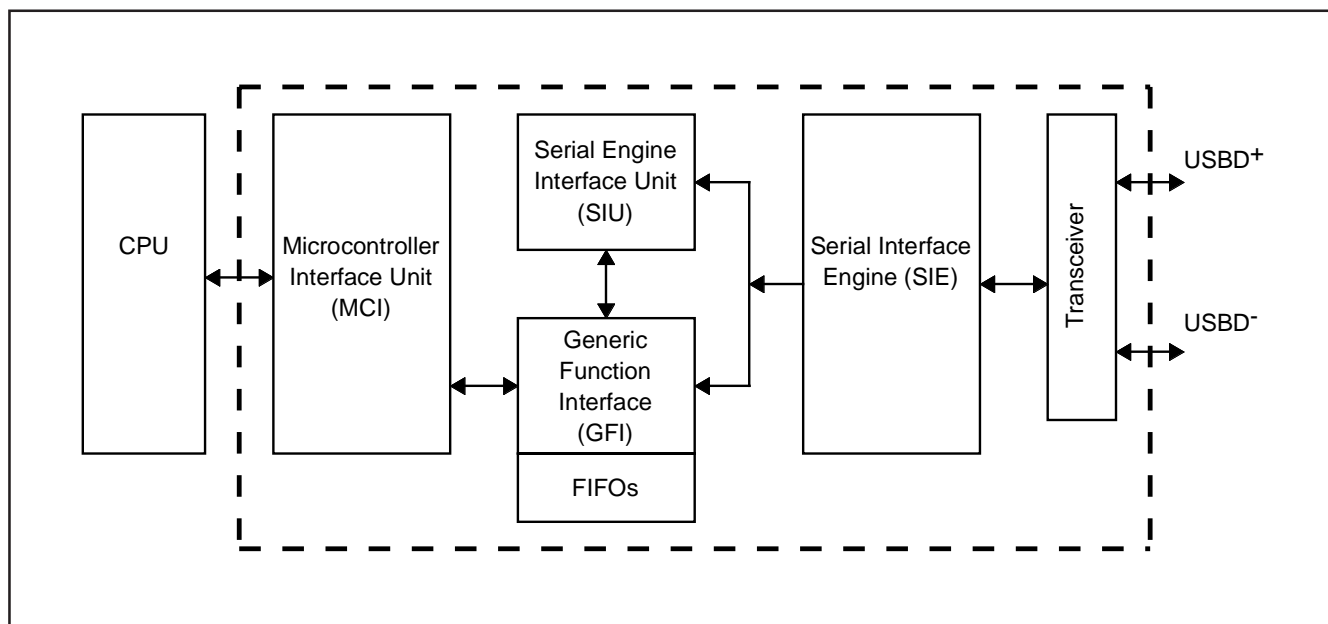 CPU
Microcontroller
Interface Unit
(MCI)
Serial Engine
Interface Unit
(SIU)
Generic
Function
Interface
(GFI)
FIFOs
Serial Interface
Engine (SIE)
Transceiver
USBD+
USBD-